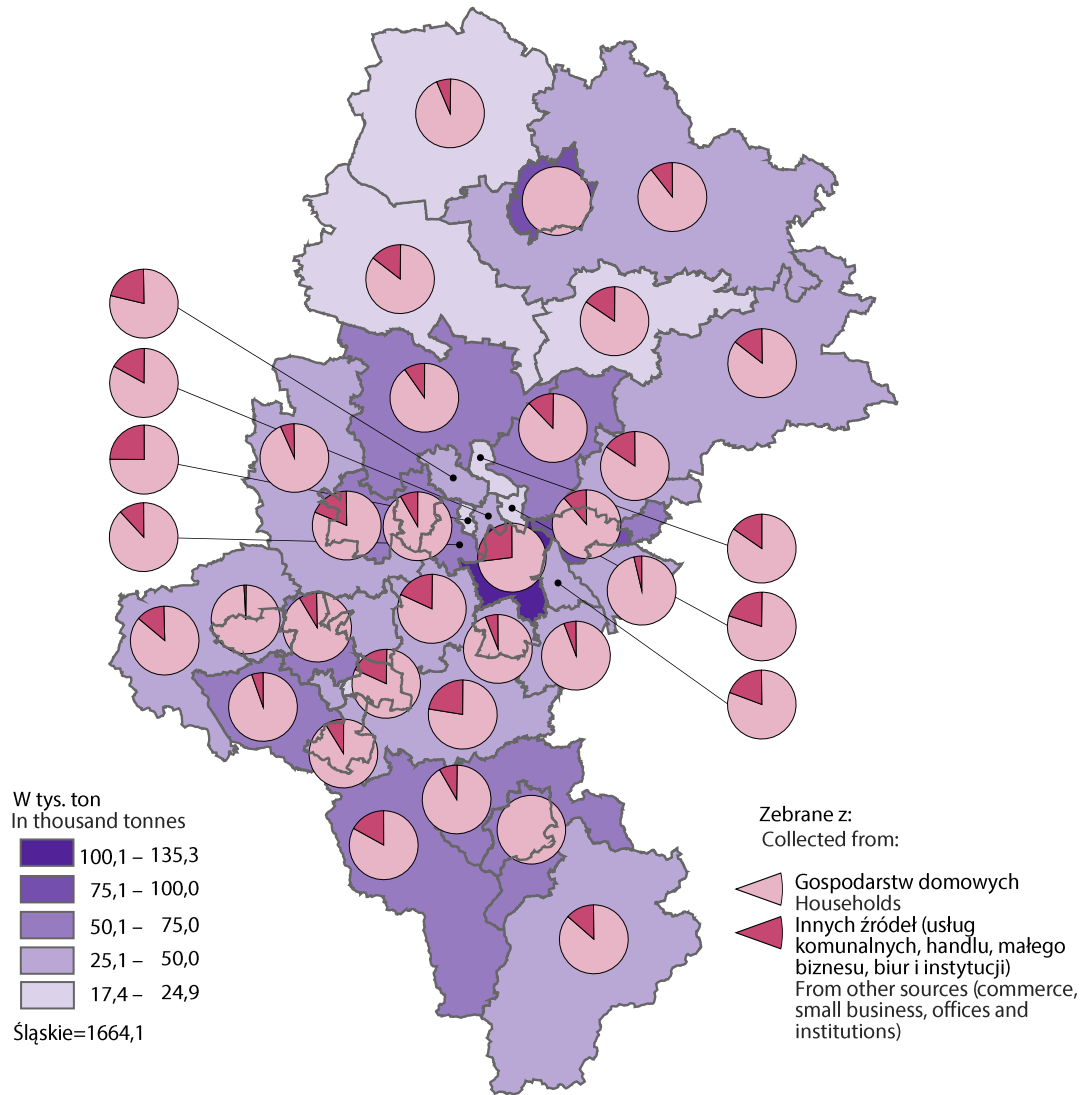 W tys. ton
In thousand tonnes
100,1 – 135,3
75,1 – 100,0
50,1 – 75,0
25,1 – 50,0
17,4 – 24,9
Śląskie=1664,1
Zebrane z:
Collected from:
Gospodarstw domowych
Households
Innych źródeł (usług
komunalnych, handlu, małego
biznesu, biur i instytucji)
From other sources (commerce,
small business, offices and
institutions)